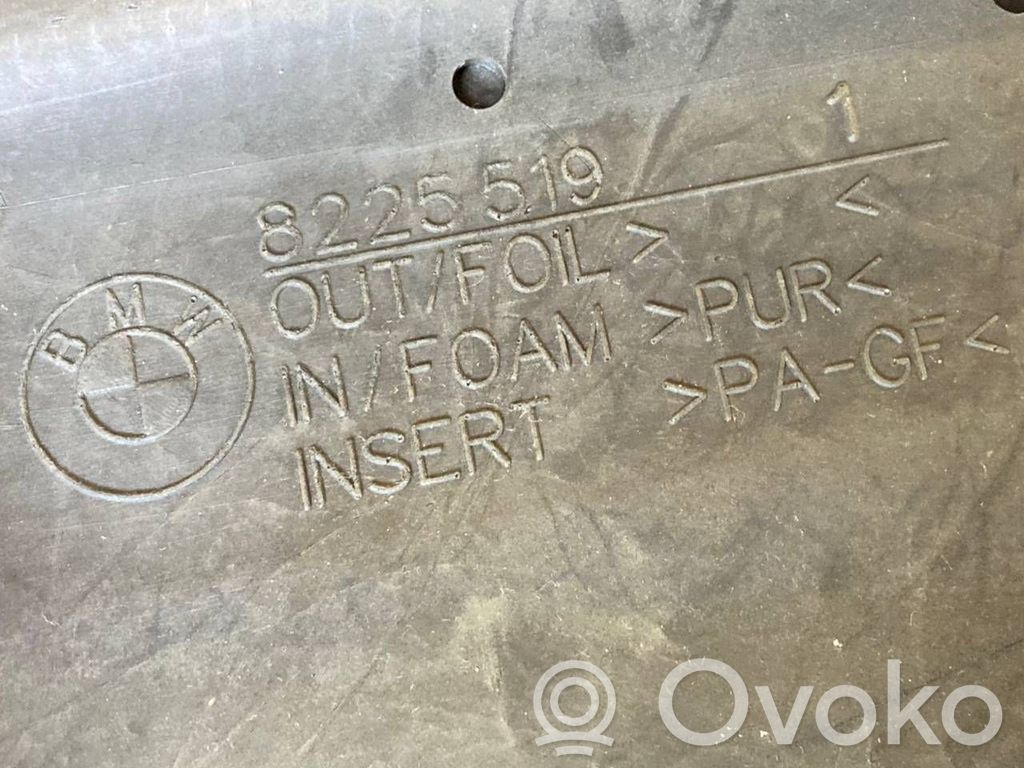 BMW
8225 519 1
OUT/FOIL > <
IN/FOAM >PUR<
INSERT >PA-GF<
Ovoko